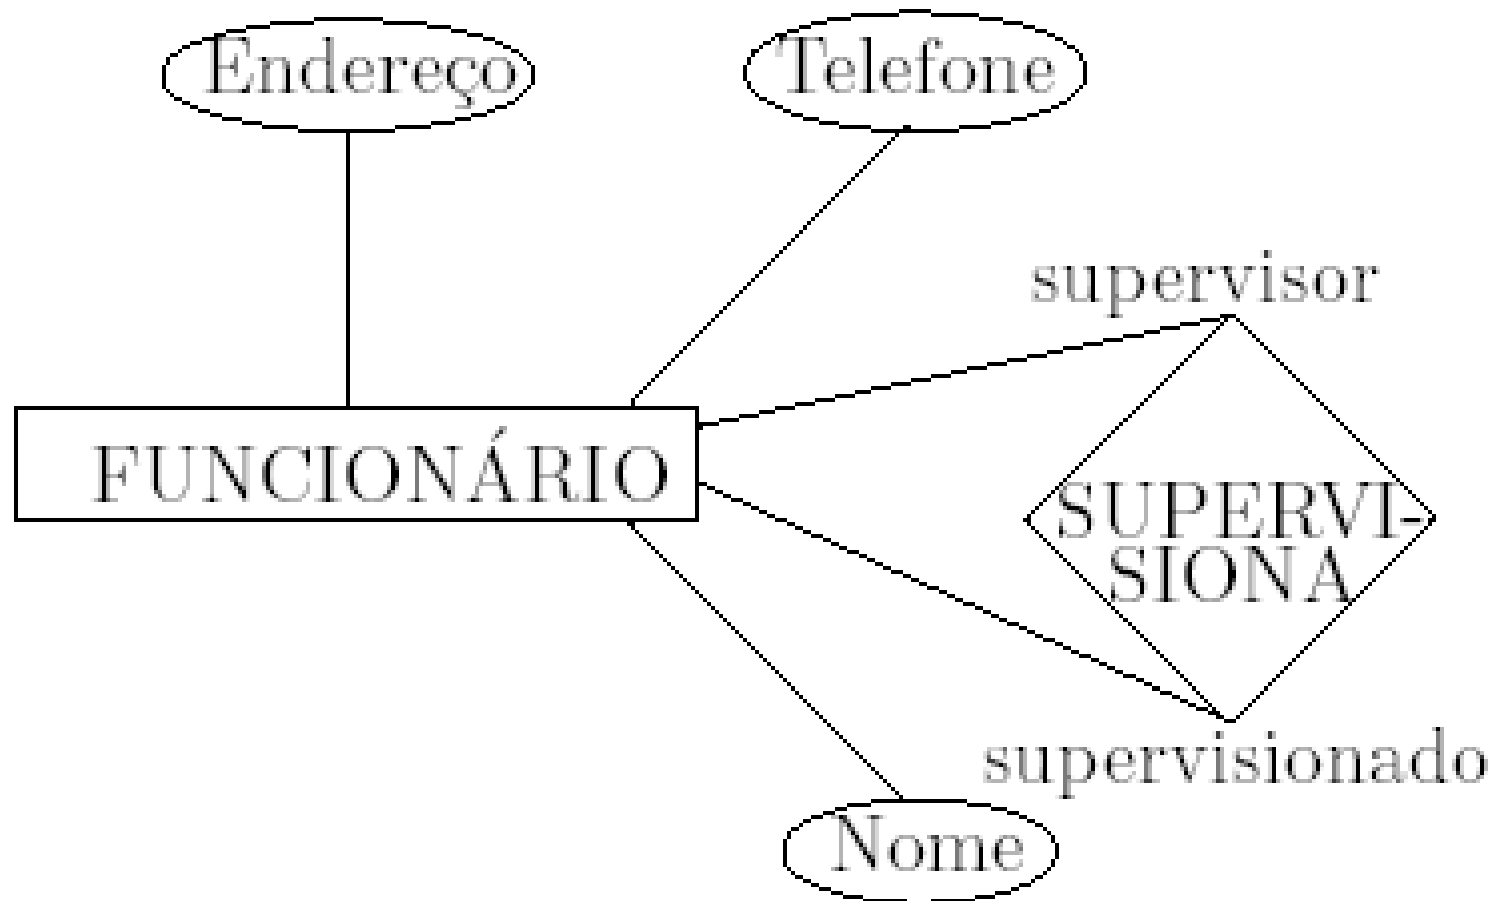 Endereço
Telefone
supervisor
FUNCIONÁRIO
SUPERVI-
SIONA
supervisionado
Nome